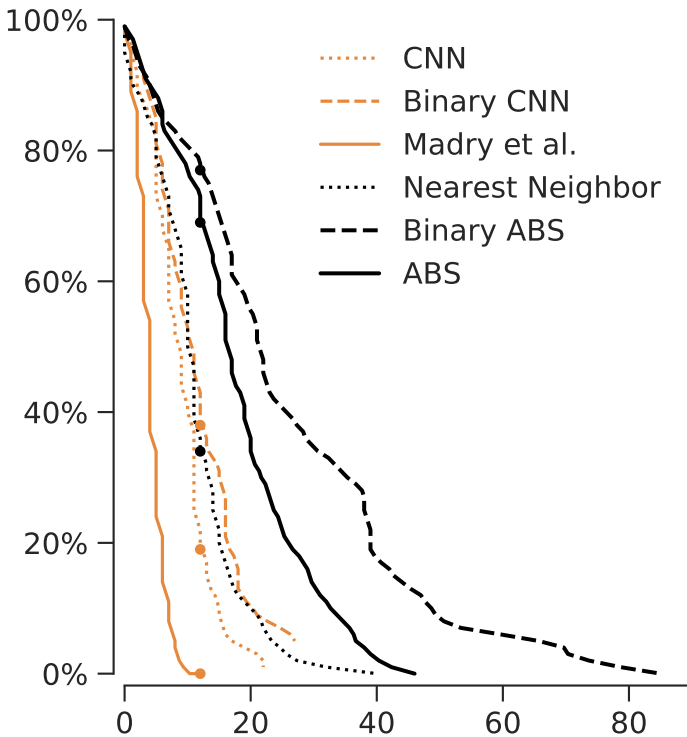 100%
80%
60%
40%
20%
0%
0 20 40 60 80
CNN
Binary CNN
Madry et al.
Nearest Neighbor
Binary ABS
ABS